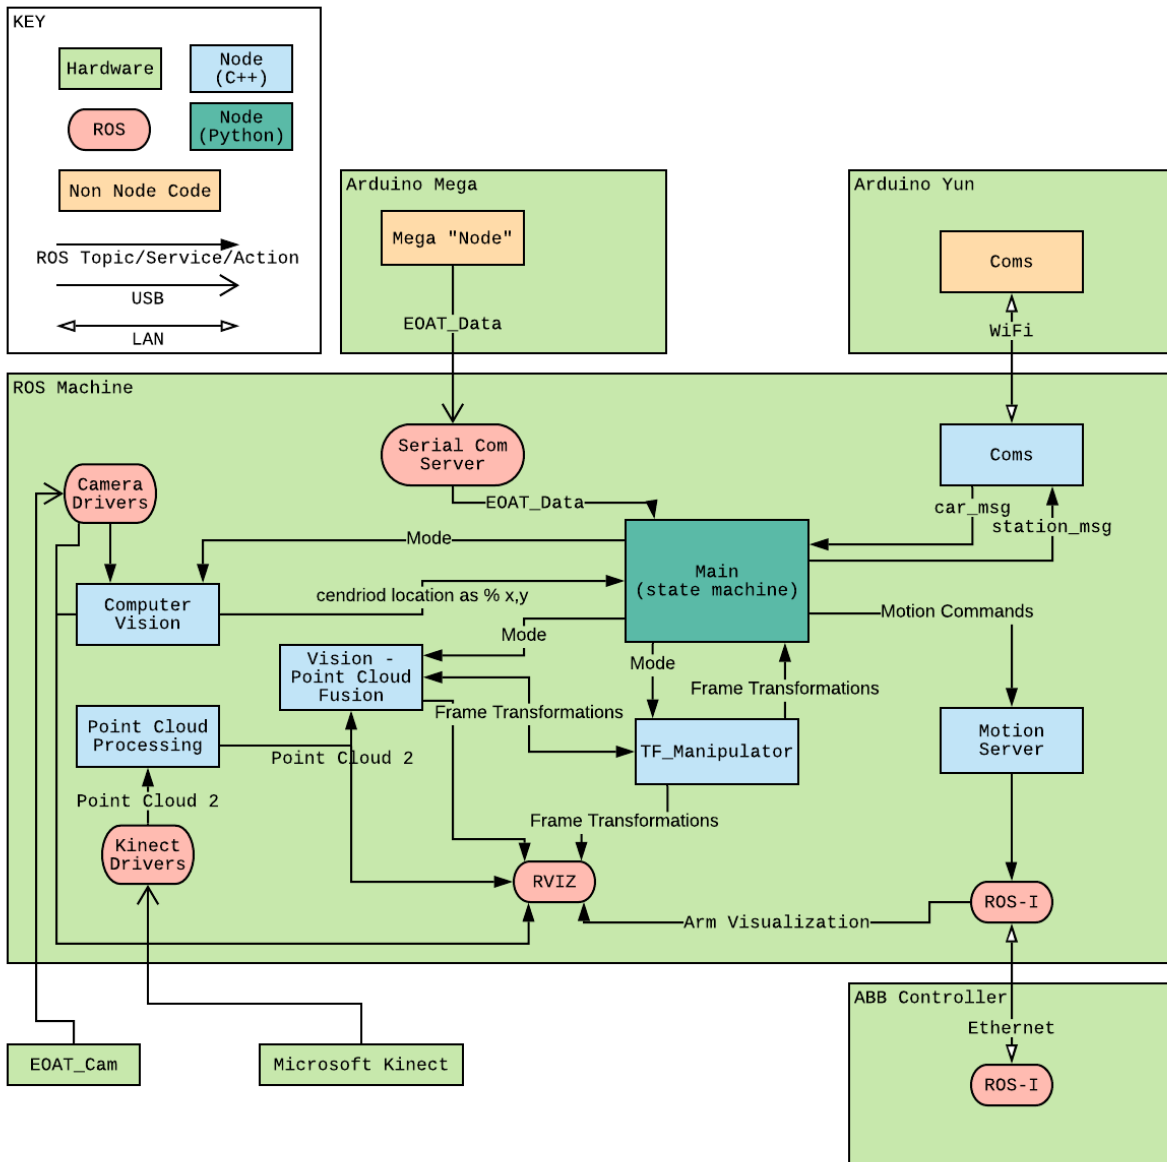 KEY
Hardware
Node
(C++)
ROS
Node
(Python)
Non Node Code
ROS Topic/Service/Action
USB
LAN
Arduino Mega
Mega "Node"
EOAT_Data
Arduino Yun
Coms
WiFi
ROS Machine
Serial Com
Server
Coms
Camera
Drivers
EOAT_Data
car_msg
station_msg
Mode
Main
(state machine)
Computer
Vision
cendriod location as % x,y
Motion Commands
Mode
Mode
Vision -
Point Cloud
Fusion
Frame Transformations
Frame Transformations
Point Cloud
Processing
Point Cloud 2
TF_Manipulator
Motion
Server
Point Cloud 2
Frame Transformations
Kinect
Drivers
RVIZ
ROS-I
Arm Visualization
ABB Controller
Ethernet
ROS-I
EOAT_Cam
Microsoft Kinect